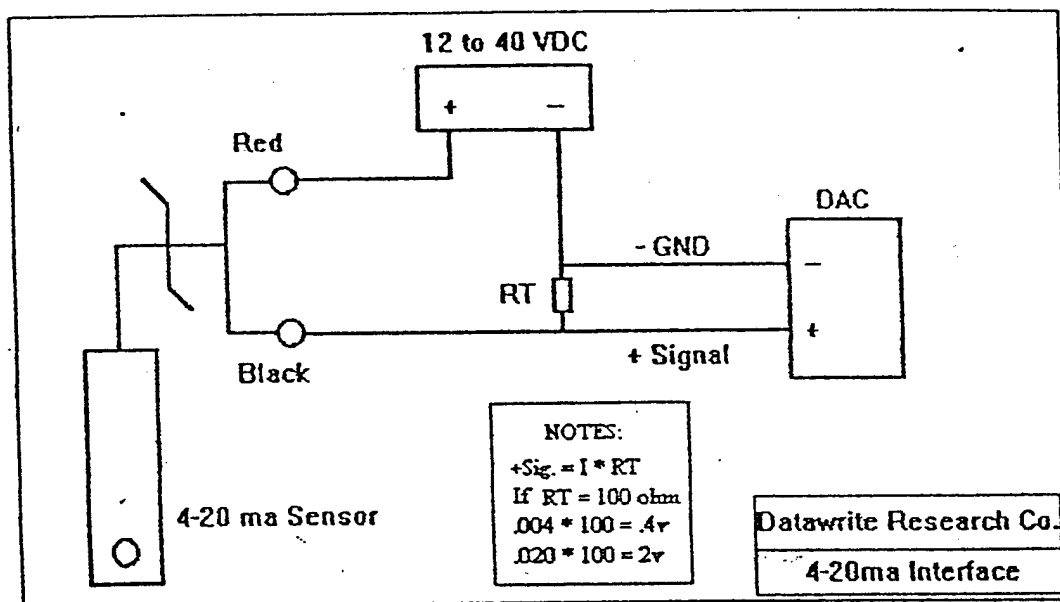 12 to 40 VDC
+ −
Red
DAC
- GND
−
RT
+
+ Signal
Black
NOTES:
+Sig. = I * RT
If RT = 100 ohm
.004 * 100 = .4v
.020 * 100 = 2v
4-20 ma Sensor
Datawrite Research Co.
4-20ma Interface